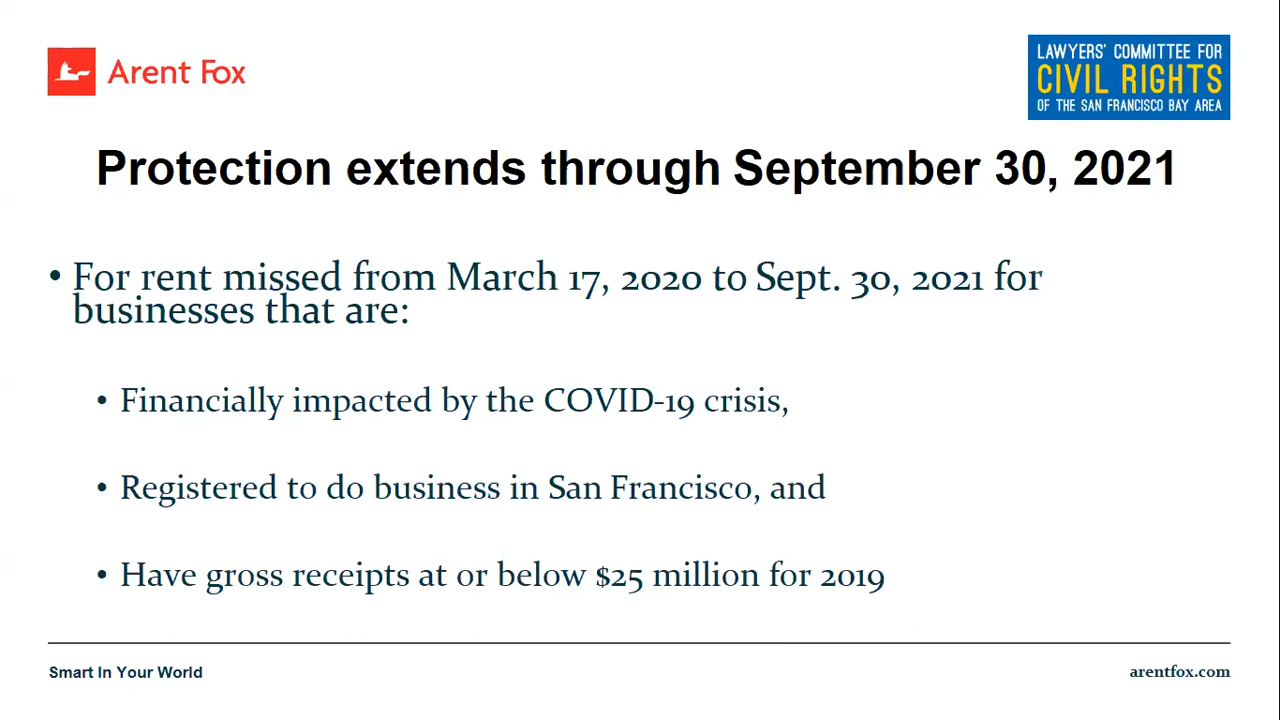 Arent Fox
LAWYERS' COMMITTEE FOR
CIVIL RIGHTS
OF THE SAN FRANCISCO BAY AREA
Protection extends through September 30, 2021
• For rent missed from March 17, 2020 to Sept. 30, 2021 for
businesses that are:
• Financially impacted by the COVID-19 crisis,
• Registered to do business in San Francisco, and
• Have gross receipts at or below $25 million for 2019
Smart In Your World
arentfox.com